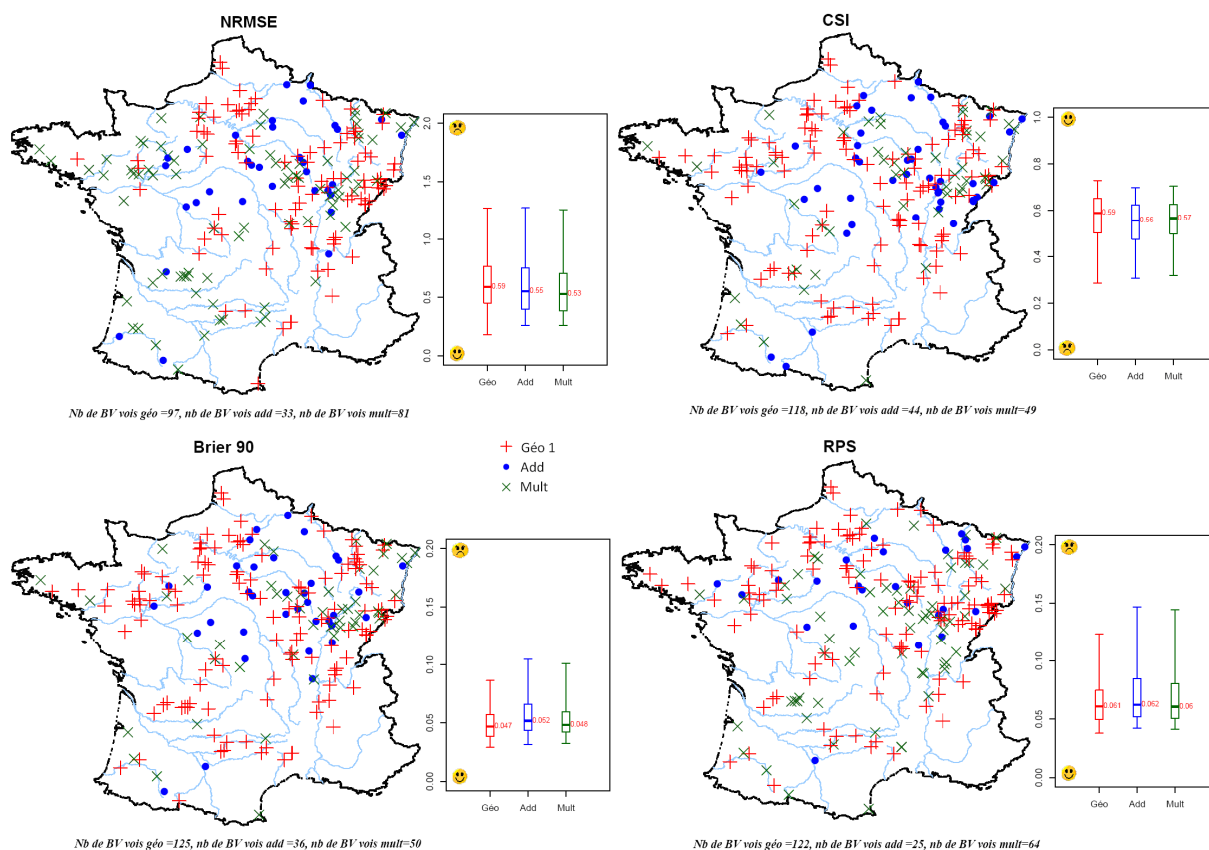 NRMSE
2.0
1.5
1.0
0.5
0.0
0.59
0.55
0.53
Géo
Add
Mult
Nb de BV vois géo =97, nb de BV vois add =33, nb de BV vois mult=81
CSI
1.0
0.8
0.6
0.4
0.2
0.0
0.59
0.56
0.57
Géo
Add
Mult
Nb de BV vois géo =118, nb de BV vois add =44, nb de BV vois mult=49
Brier 90
Géo 1
Add
Mult
0.20
0.15
0.10
0.05
0.00
0.047
0.052
0.048
Géo
Add
Mult
Nb de BV vois géo =125, nb de BV vois add =36, nb de BV vois mult=50
RPS
0.20
0.15
0.10
0.05
0.00
0.061
0.062
0.06
Géo
Add
Mult
Nb de BV vois géo =122, nb de BV vois add =25, nb de BV vois mult=64